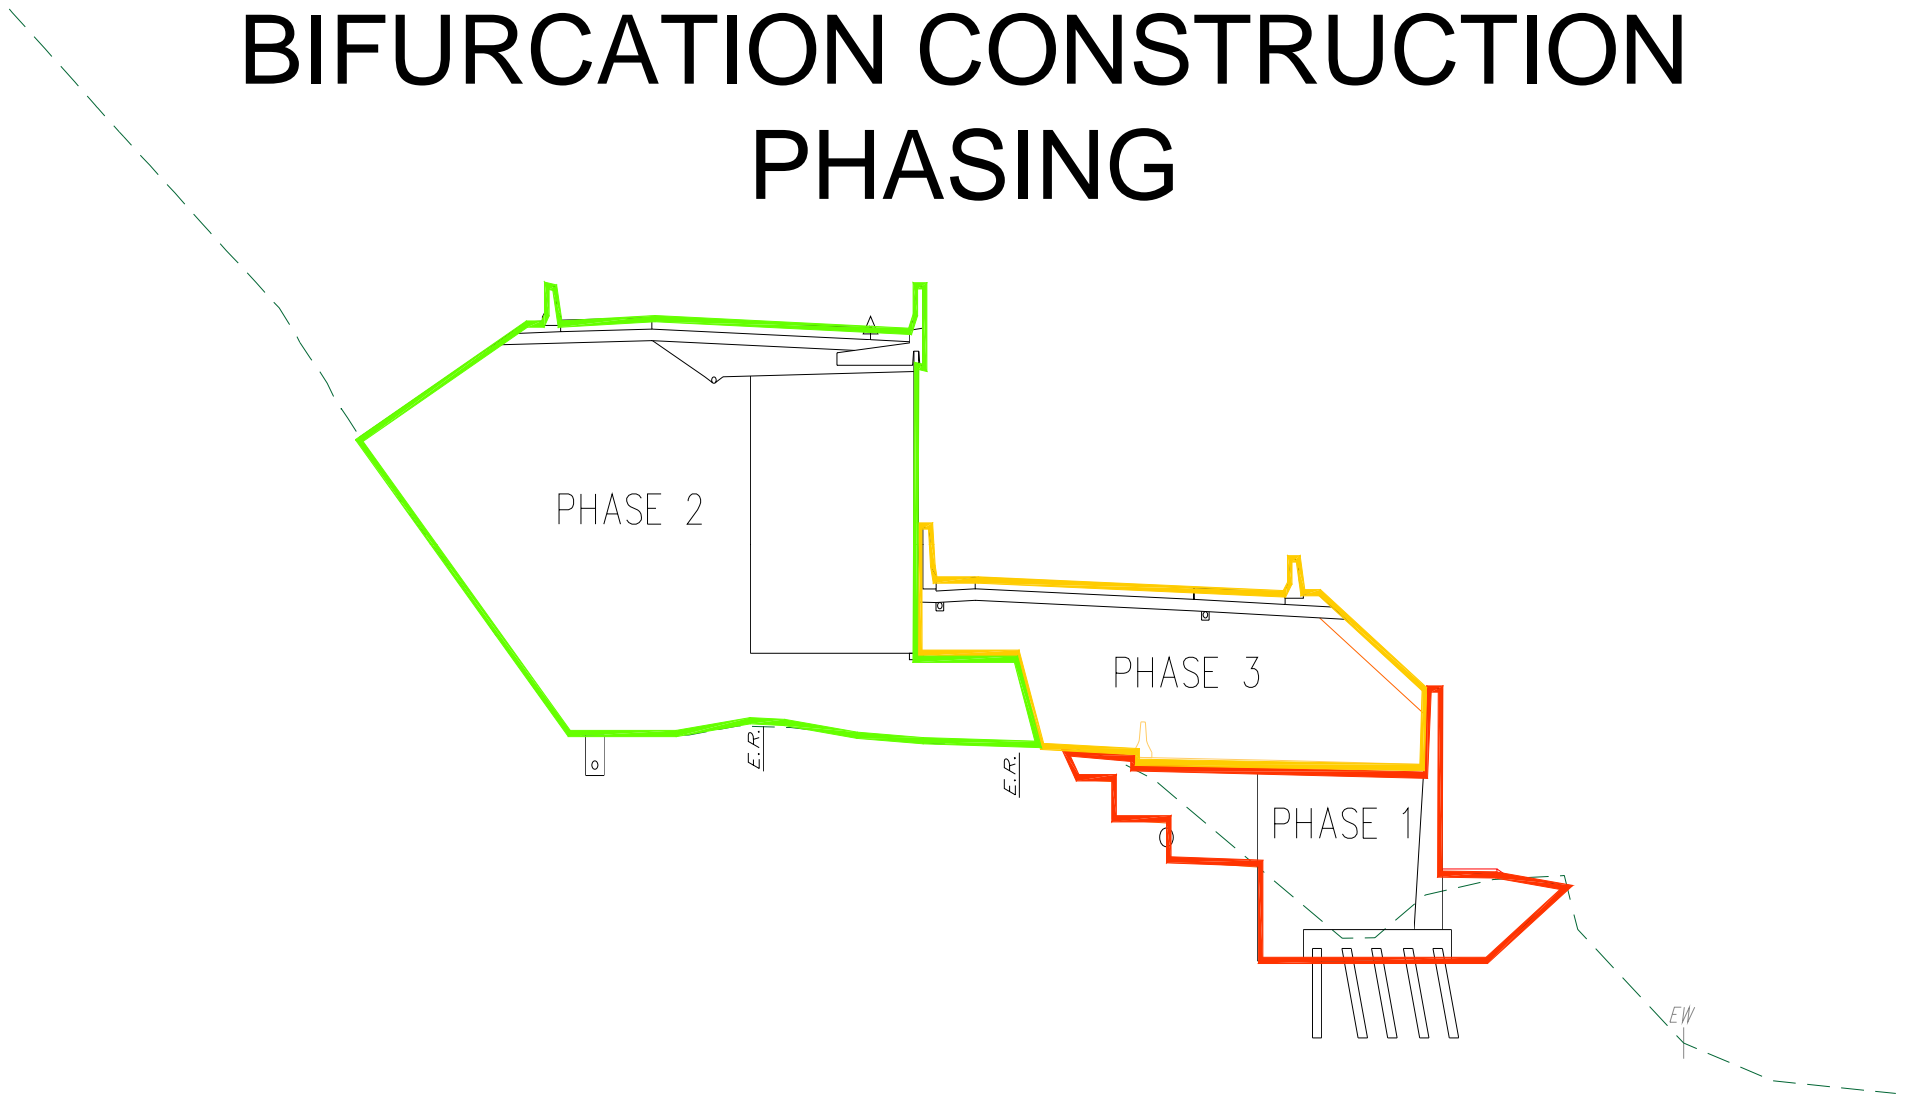 BIFURCATION CONSTRUCTION
PHASING
PHASE 2
PHASE 3
E.R.
E.R.
PHASE 1
EW